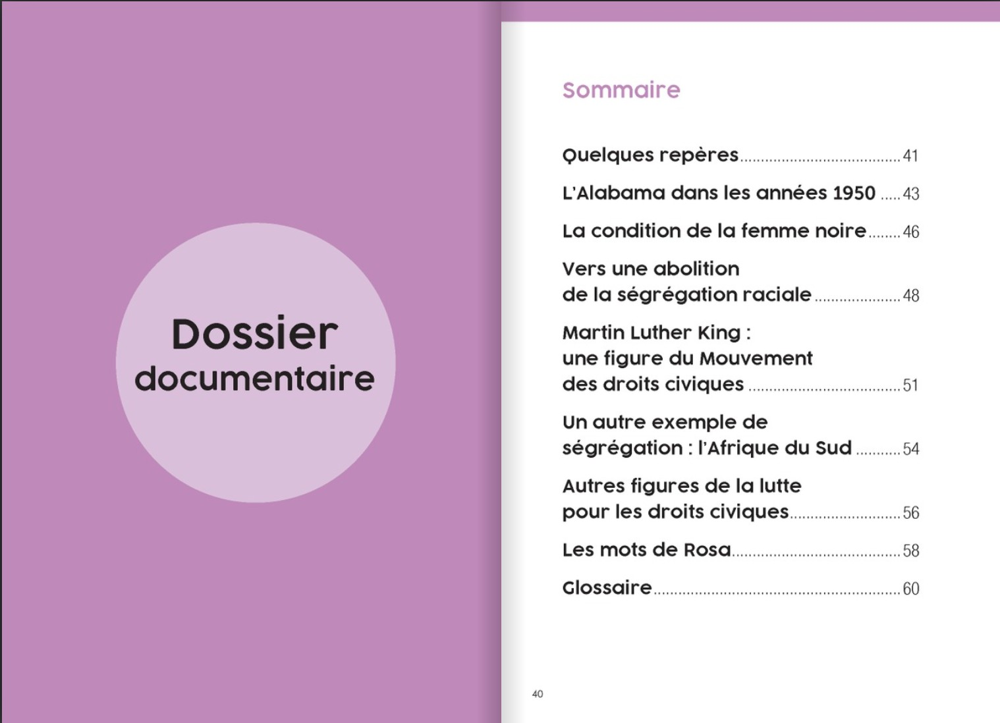 Dossier
documentaire
Sommaire
Quelques repères........................................... 41
L’Alabama dans les années 1950 ..... 43
La condition de la femme noire........ 46
Vers une abolition
de la ségrégation raciale ..................... 48
Martin Luther King :
une figure du Mouvement
des droits civiques ..................................... 51
Un autre exemple de
ségrégation : l’Afrique du Sud ........... 54
Autres figures de la lutte
pour les droits civiques........................... 56
Les mots de Rosa......................................... 58
Glossaire............................................................ 60
40